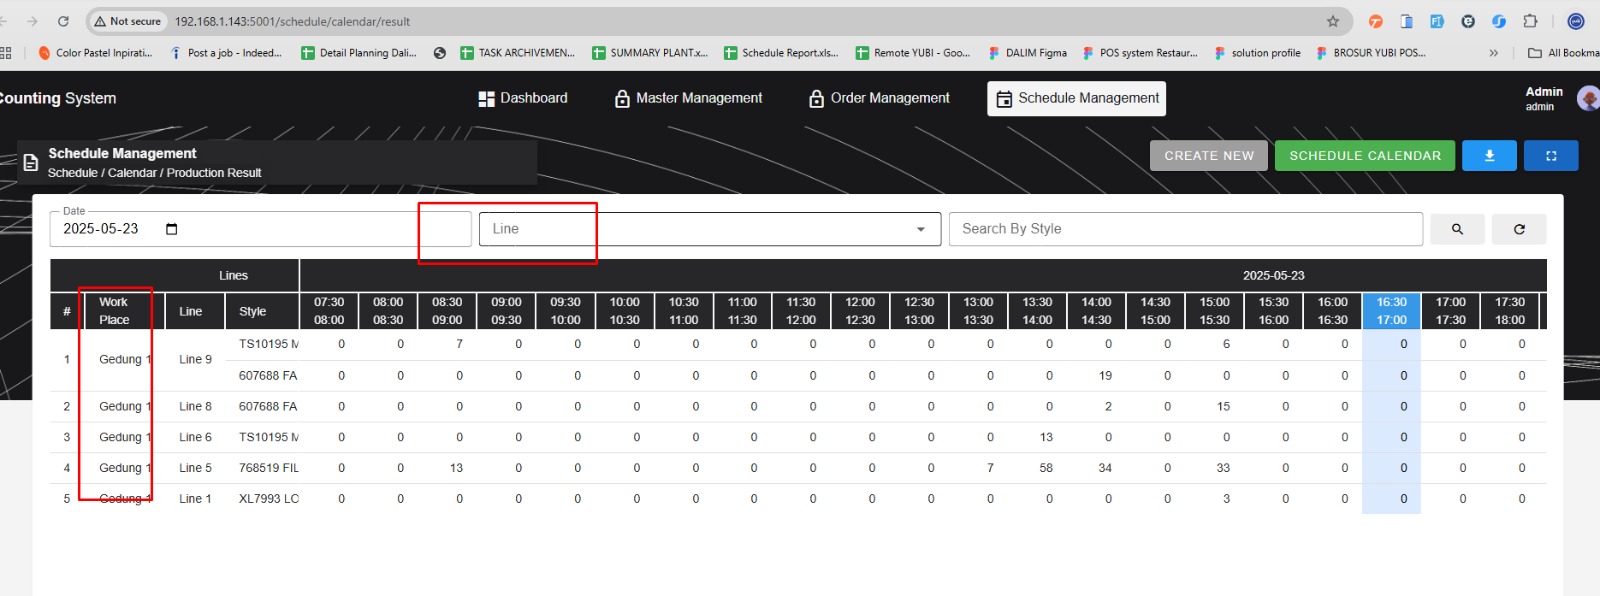 Not secure 192.168.1.143:5001/schedule/calendar/result
Color Pastel Inpirati... Post a job - Indeed... Detail Planning Dali... TASK ARCHIVEMEN... SUMMARY PLANT.x... Schedule Report.xls... Remote YUBI - Goo... DALIM Figma POS system Restaur... solution profile BROSUR YUBI POS... » All Bookma
Counting System Dashboard Master Management Order Management Schedule Management Admin
admin
Schedule Management
Schedule / Calendar / Production Result
CREATE NEW SCHEDULE CALENDAR
Date
2025-05-23 Line Search By Style
Lines 2025-05-23
# Work Place Line Style 07:30 08:00 08:00 08:30 08:30 09:00 09:00 09:30 09:30 10:00 10:00 10:30 10:30 11:00 11:00 11:30 11:30 12:00 12:00 12:30 12:30 13:00 13:00 13:30 13:30 14:00 14:00 14:30 14:30 15:00 15:00 15:30 15:30 16:00 16:00 16:30 16:30 17:00 17:00 17:30 17:30 18:00
1 Gedung 1 Line 9 TS10195 M 0 0 7 0 0 0 0 0 0 0 0 0 0 0 0 6 0 0 0 0 0
607688 FA 0 0 0 0 0 0 0 0 0 0 0 0 0 19 0 0 0 0 0 0 0
2 Gedung 1 Line 8 607688 FA 0 0 0 0 0 0 0 0 0 0 0 0 0 2 0 15 0 0 0 0 0
3 Gedung 1 Line 6 TS10195 M 0 0 0 0 0 0 0 0 0 0 0 0 13 0 0 0 0 0 0 0 0
4 Gedung 1 Line 5 768519 FIL 0 0 13 0 0 0 0 0 0 0 0 7 58 34 0 33 0 0 0 0 0
5 Gedung 1 Line 1 XL7993 LC 0 0 0 0 0 0 0 0 0 0 0 0 0 0 0 3 0 0 0 0 0